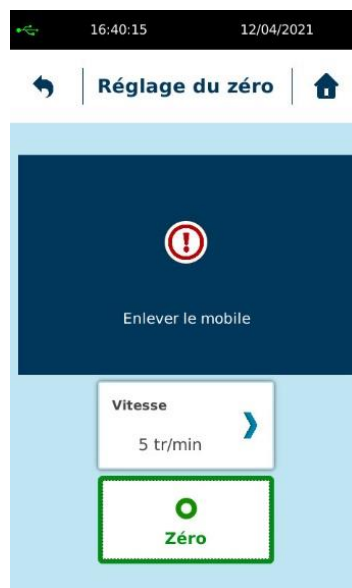 16:40:15 12/04/2021
Réglage du zéro
Enlever le mobile
Vitesse
5 tr/min
Zéro